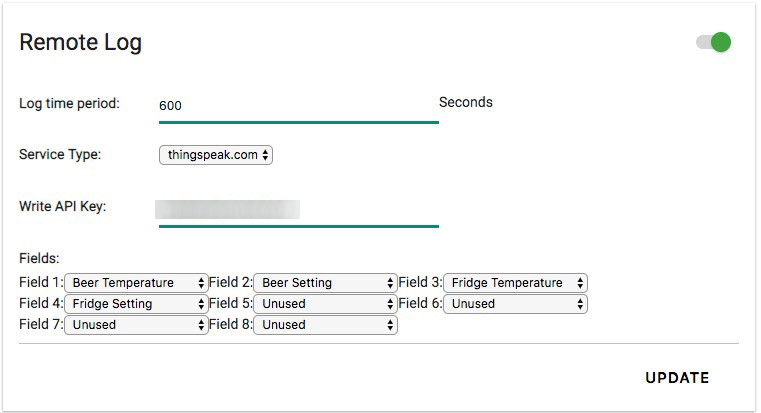 Remote Log
Log time period: 600 Seconds
Service Type: thingspeak.com
Write API Key:
Fields:
Field 1: Beer Temperature Field 2: Beer Setting Field 3: Fridge Temperature
Field 4: Fridge Setting Field 5: Unused Field 6: Unused
Field 7: Unused Field 8: Unused
UPDATE